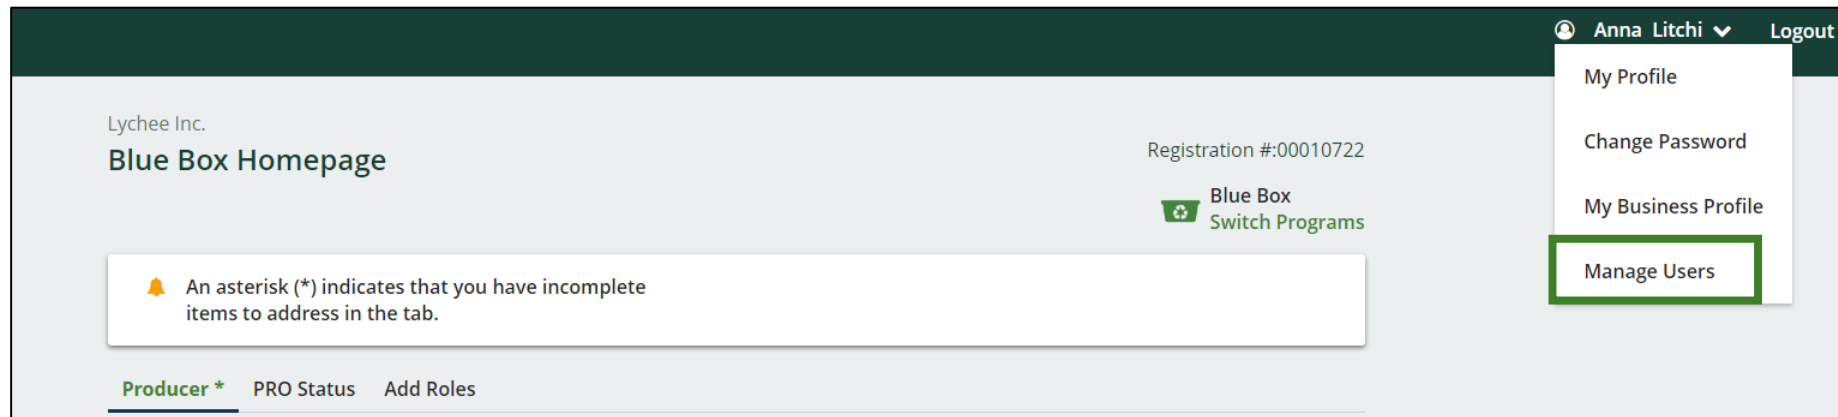 Anna Litchi
Logout
My Profile
Change Password
My Business Profile
Manage Users
Lychee Inc.
Blue Box Homepage
Registration #:00010722
Blue Box
Switch Programs
An asterisk (*) indicates that you have incomplete
items to address in the tab.
Producer * PRO Status Add Roles